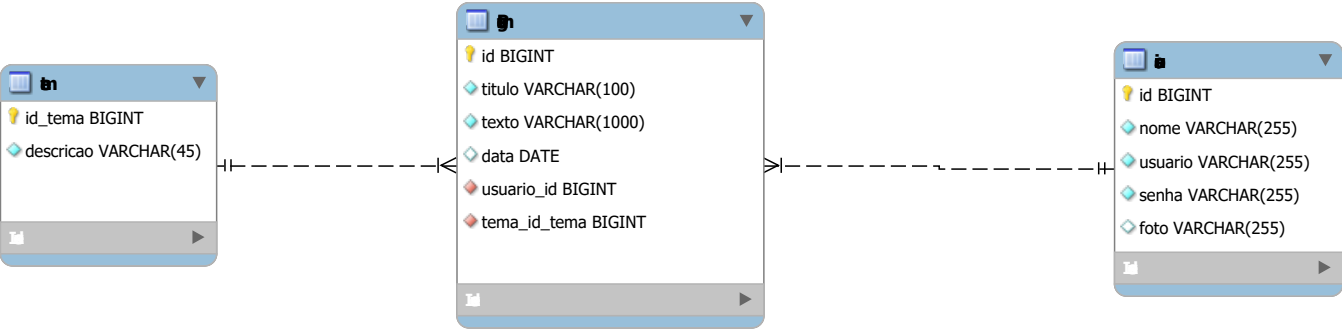 id_tema BIGINT
descricao VARCHAR(45)
id BIGINT
titulo VARCHAR(100)
texto VARCHAR(1000)
data DATE
usuario_id BIGINT
tema_id_tema BIGINT
id BIGINT
nome VARCHAR(255)
usuario VARCHAR(255)
senha VARCHAR(255)
foto VARCHAR(255)